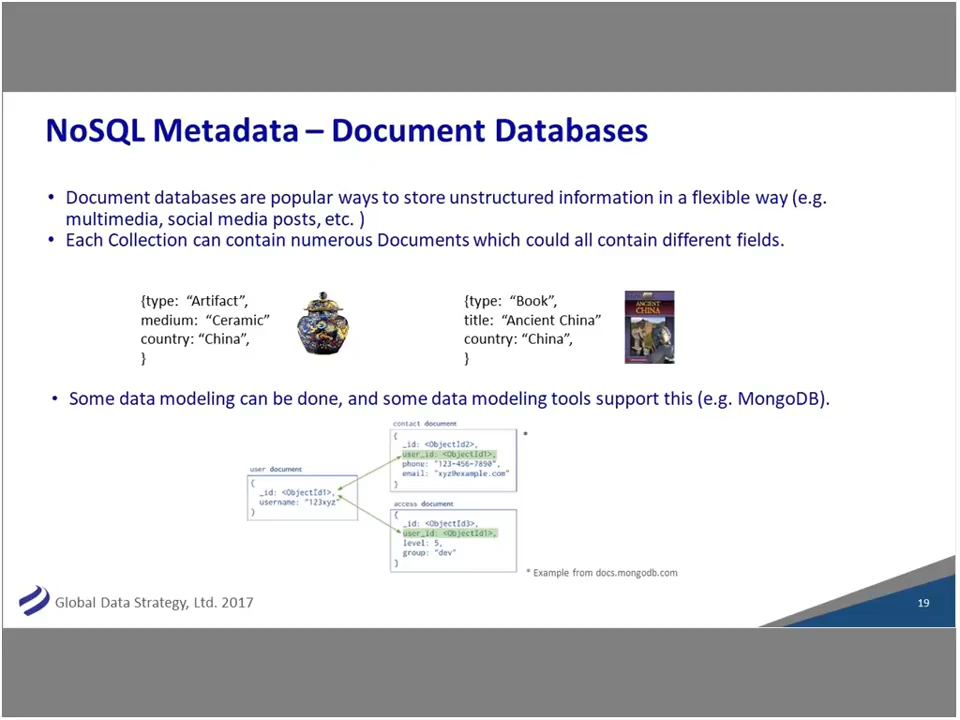 NoSQL Metadata – Document Databases
• Document databases are popular ways to store unstructured information in a flexible way (e.g.
multimedia, social media posts, etc. )
• Each Collection can contain numerous Documents which could all contain different fields.
{type: “Artifact”,
medium: “Ceramic”
country: “China”,
}
{type: “Book”,
title: “Ancient China”
country: “China”,
}
ANCIENT
CHINA
• Some data modeling can be done, and some data modeling tools support this (e.g. MongoDB).
user document
{
_id: <ObjectId1>,
username: "123xyz"
}
contact document
{
_id: <ObjectId2>,
user_id: <ObjectId1>,
phone: "123-456-7890",
email: "xyz@example.com"
}
*
access document
{
_id: <ObjectId3>,
user_id: <ObjectId1>,
level: 5,
group: "dev"
}
* Example from docs.mongodb.com
Global Data Strategy, Ltd. 2017
19